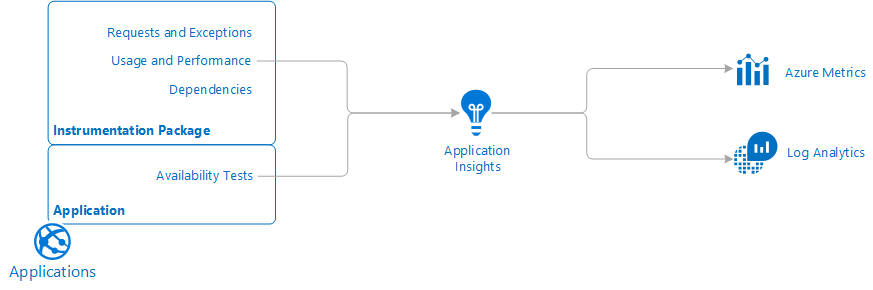 Requests and Exceptions
Usage and Performance
Dependencies
Instrumentation Package
Availability Tests
Application
Applications
Application
Insights
Azure Metrics
Log Analytics